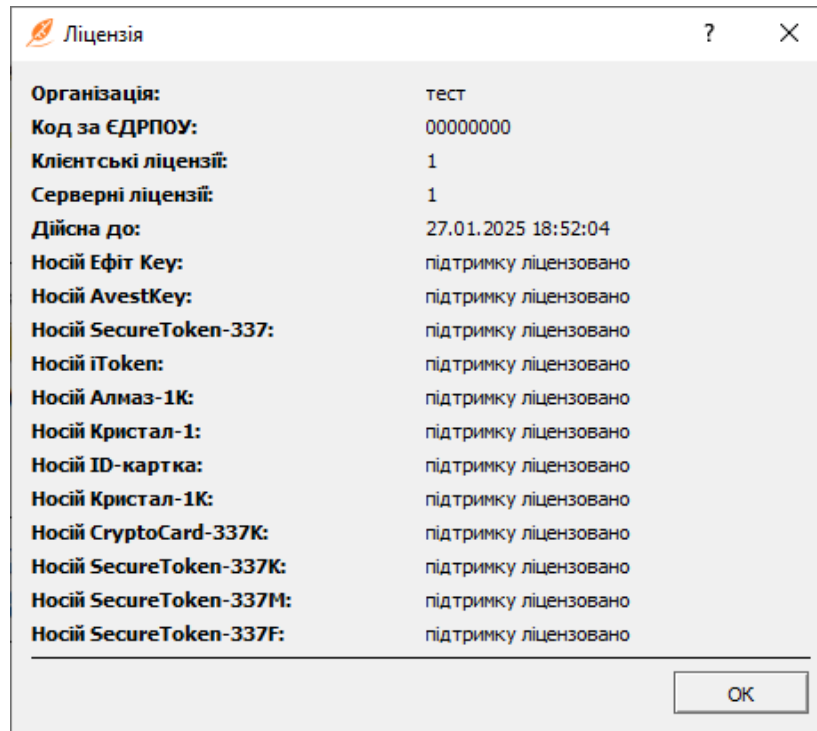 Ліцензія ?
Організація: тест
Код за ЄДРПОУ: 00000000
Клієнтські ліцензії: 1
Серверні ліцензії: 1
Дійсна до: 27.01.2025 18:52:04
Носій Ефіт Key: підтримку ліцензовано
Носій AvestKey: підтримку ліцензовано
Носій SecureToken-337: підтримку ліцензовано
Носій iToken: підтримку ліцензовано
Носій Алмаз-1К: підтримку ліцензовано
Носій Кристал-1: підтримку ліцензовано
Носій ID-картка: підтримку ліцензовано
Носій Кристал-1К: підтримку ліцензовано
Носій CryptoCard-337K: підтримку ліцензовано
Носій SecureToken-337K: підтримку ліцензовано
Носій SecureToken-337M: підтримку ліцензовано
Носій SecureToken-337F: підтримку ліцензовано
ОК